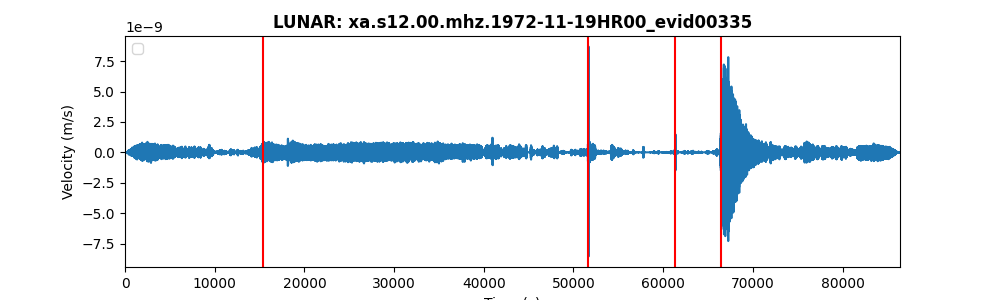 LUNAR: xa.s12.00.mhz.1972-11-19HR00_evid00335
1e−9
7.5
5.0
2.5
0.0
−2.5
−5.0
−7.5
Velocity (m/s)
0 10000 20000 30000 40000 50000 60000 70000 80000
Time (s)